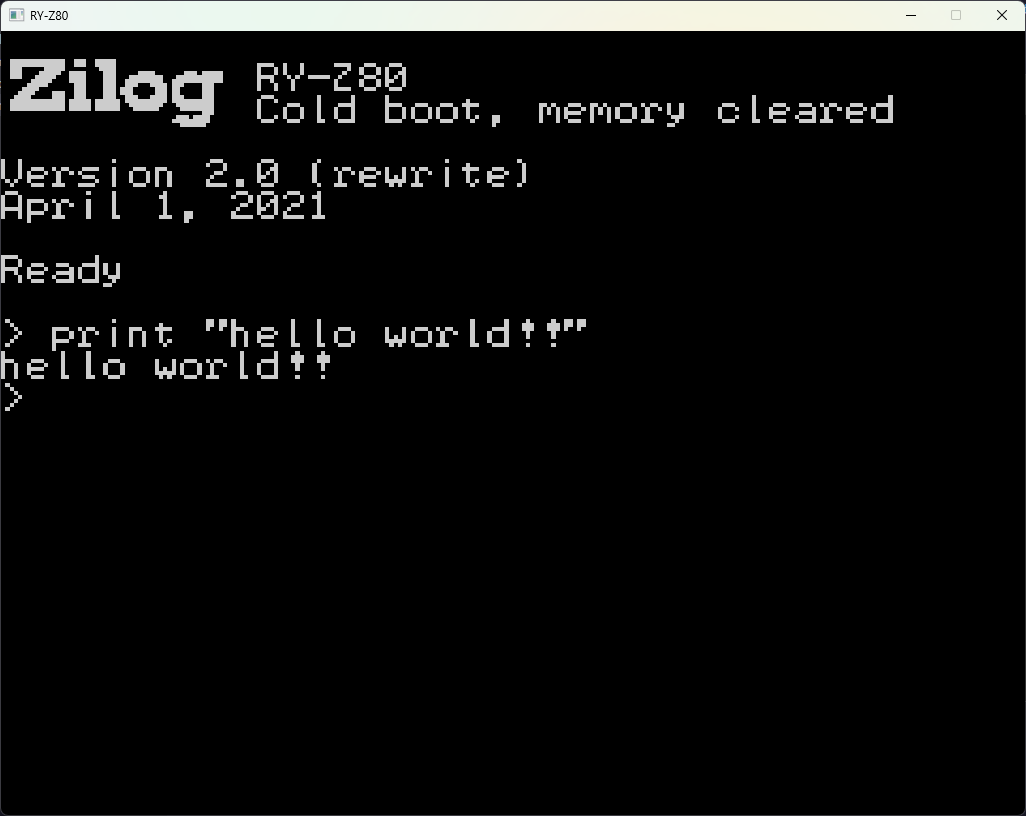 RY-Z80
Zilog
RY-Z80
Cold boot, memory cleared
Version 2.0 (rewrite)
April 1, 2021
Ready
> print "hello world!!"
hello world!!
>